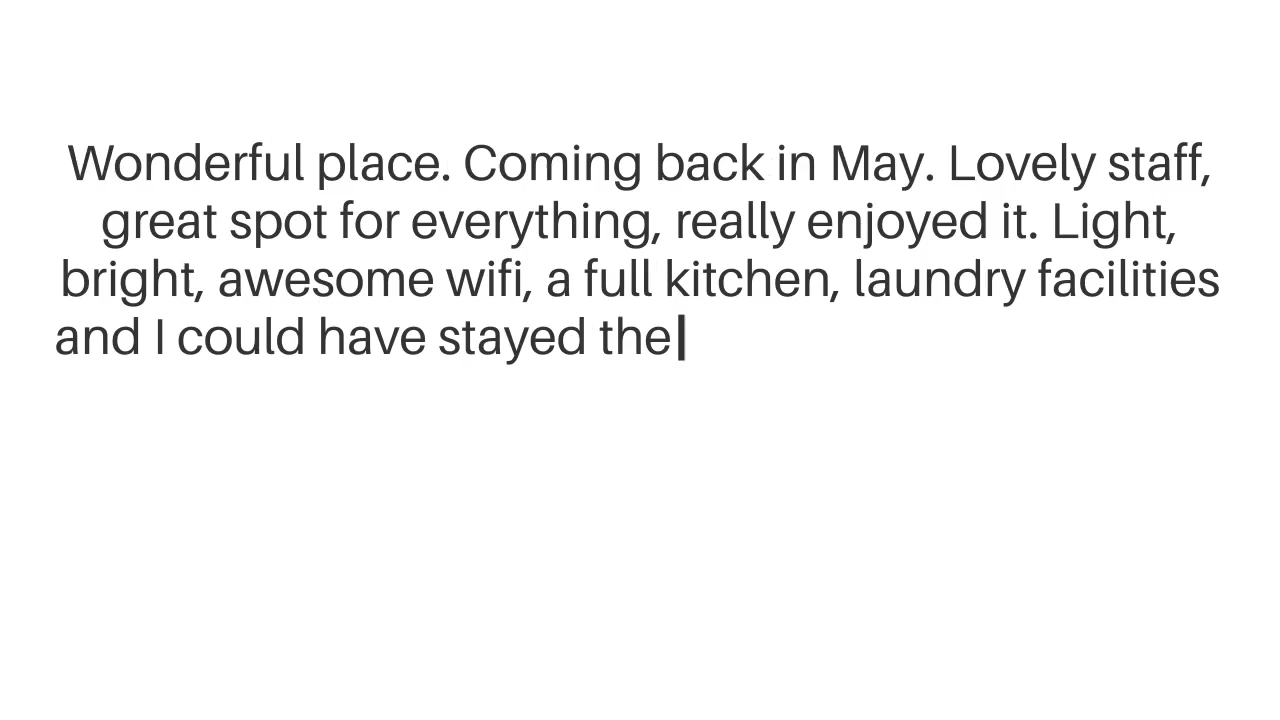 Wonderful place. Coming back in May. Lovely staff,
great spot for everything, really enjoyed it. Light,
bright, awesome wifi, a full kitchen, laundry facilities
and I could have stayed the